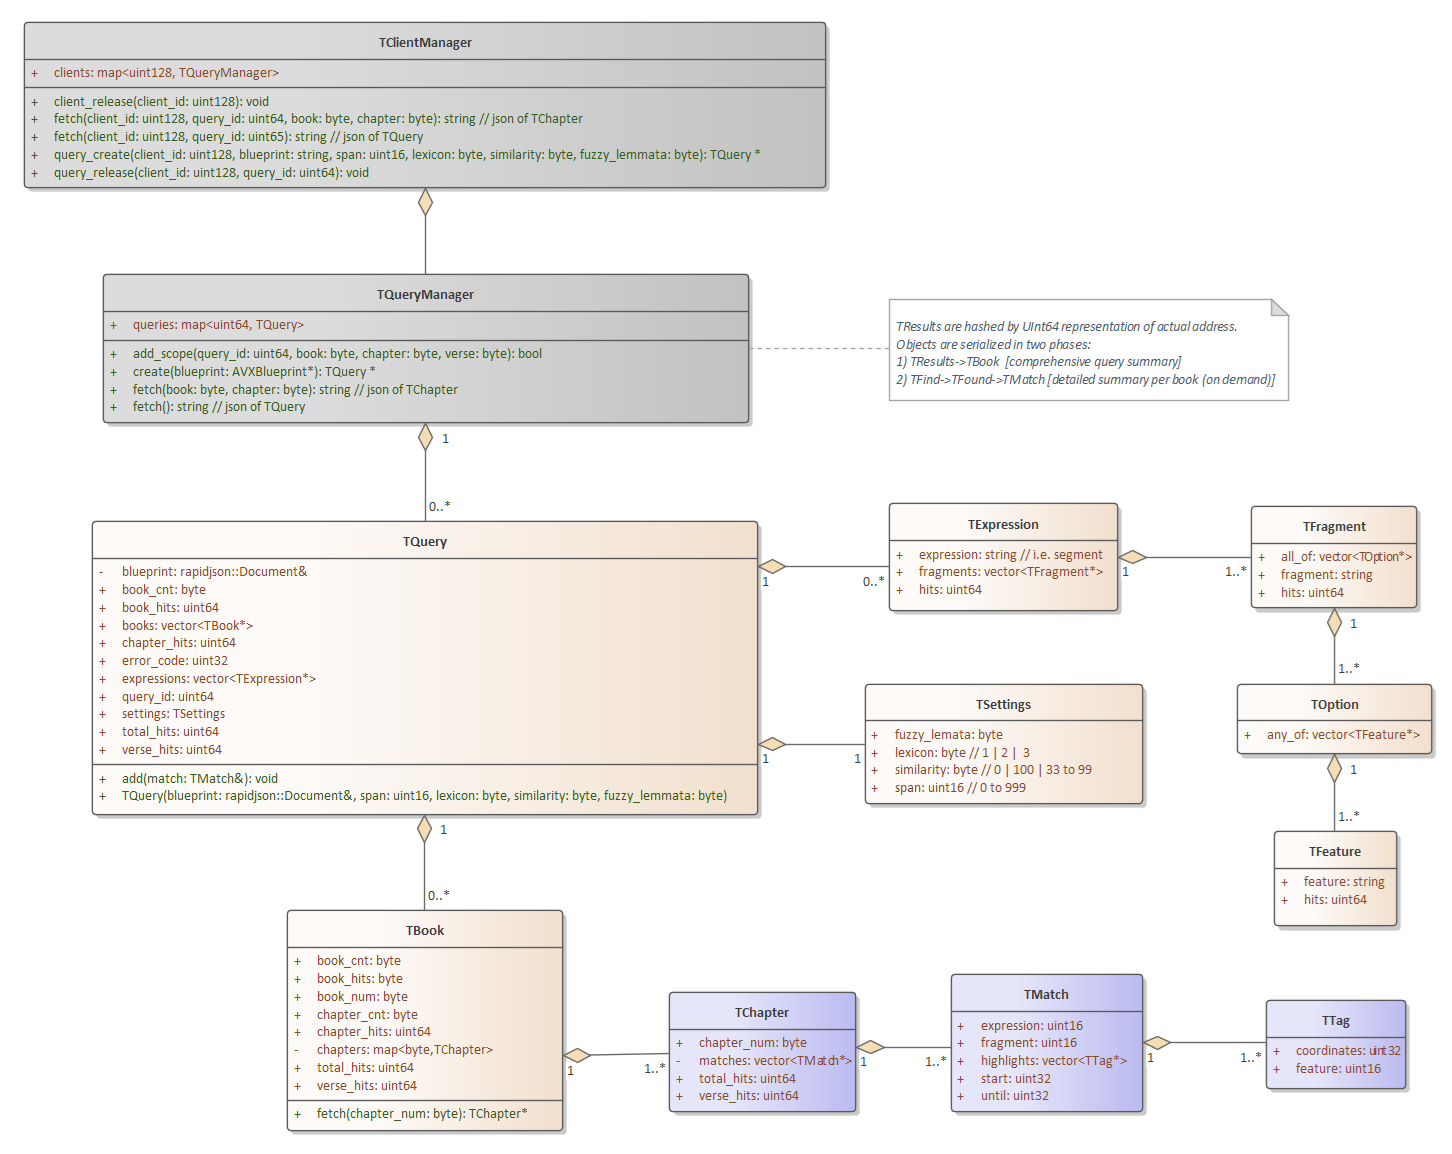 TClientManager
+ clients: map<uint128, TQueryManager>
+ client_release(client_id: uint128): void
+ fetch(client_id: uint128, query_id: uint64, book: byte, chapter: byte): string // json of TChapter
+ fetch(client_id: uint128, query_id: uint65): string // json of TQuery
+ query_create(client_id: uint128, blueprint: string, span: uint16, lexicon: byte, similarity: byte, fuzzy_lemmata: byte): TQuery *
+ query_release(client_id: uint128, query_id: uint64): void
TQueryManager
+ queries: map<uint64, TQuery>
+ add_scope(query_id: uint64, book: byte, chapter: byte, verse: byte): bool
+ create(blueprint: AVXBlueprint*): TQuery *
+ fetch(book: byte, chapter: byte): string // json of TChapter
+ fetch(): string // json of TQuery
TResults are hashed by UInt64 representation of actual address.
Objects are serialized in two phases:
1) TResults->TBook [comprehensive query summary]
2) TFind->TFound->TMatch [detailed summary per book (on demand)]
1
0..*
TQuery
- blueprint: rapidjson::Document&
+ book_cnt: byte
+ book_hits: uint64
+ books: vector<TBook*>
+ chapter_hits: uint64
+ error_code: uint32
+ expressions: vector<TExpression*>
+ query_id: uint64
+ settings: TSettings
+ total_hits: uint64
+ verse_hits: uint64
+ add(match: TMatch&): void
+ TQuery(blueprint: rapidjson::Document&, span: uint16, lexicon: byte, similarity: byte, fuzzy_lemmata: byte)
1
0..*
TExpression
+ expression: string // i.e. segment
+ fragments: vector<TFragment*>
+ hits: uint64
1
1..*
TFragment
+ all_of: vector<TOption*>
+ fragment: string
+ hits: uint64
1
1..*
1
1
TSettings
+ fuzzy_lemata: byte
+ lexicon: byte // 1 | 2 | 3
+ similarity: byte // 0 | 100 | 33 to 99
+ span: uint16 // 0 to 999
TOption
+ any_of: vector<TFeature*>
1
1..*
TFeature
+ feature: string
+ hits: uint64
1
0..*
TBook
+ book_cnt: byte
+ book_hits: byte
+ book_num: byte
+ chapter_cnt: byte
+ chapter_hits: uint64
- chapters: map<byte,TChapter>
+ total_hits: uint64
+ verse_hits: uint64
+ fetch(chapter_num: byte): TChapter*
1
1..*
TChapter
+ chapter_num: byte
- matches: vector<TMatch*>
+ total_hits: uint64
+ verse_hits: uint64
1
1..*
TMatch
+ expression: uint16
+ fragment: uint16
+ highlights: vector<TTag*>
+ start: uint32
+ until: uint32
1
1..*
TTag
+ coordinates: uint32
+ feature: uint16